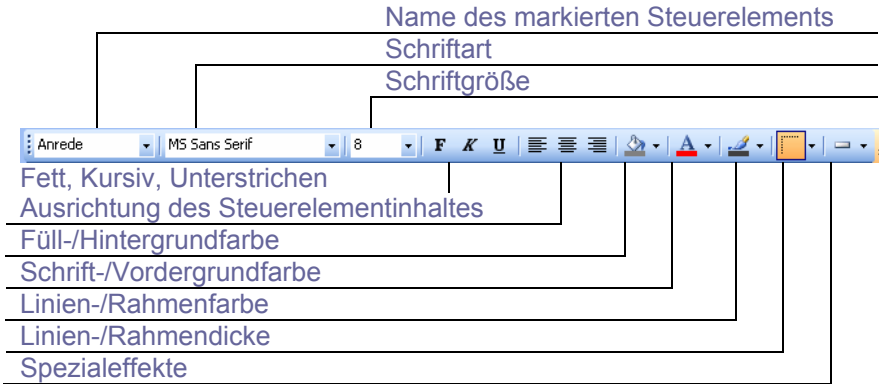 Name des markierten Steuerelements
Schriftart
Schriftgröße
Anrede MS Sans Serif 8 F K U A
Fett, Kursiv, Unterstrichen
Ausrichtung des Steuerelementinhaltes
Füll-/Hintergrundfarbe
Schrift-/Vordergrundfarbe
Linien-/Rahmenfarbe
Linien-/Rahmendicke
Spezialeffekte